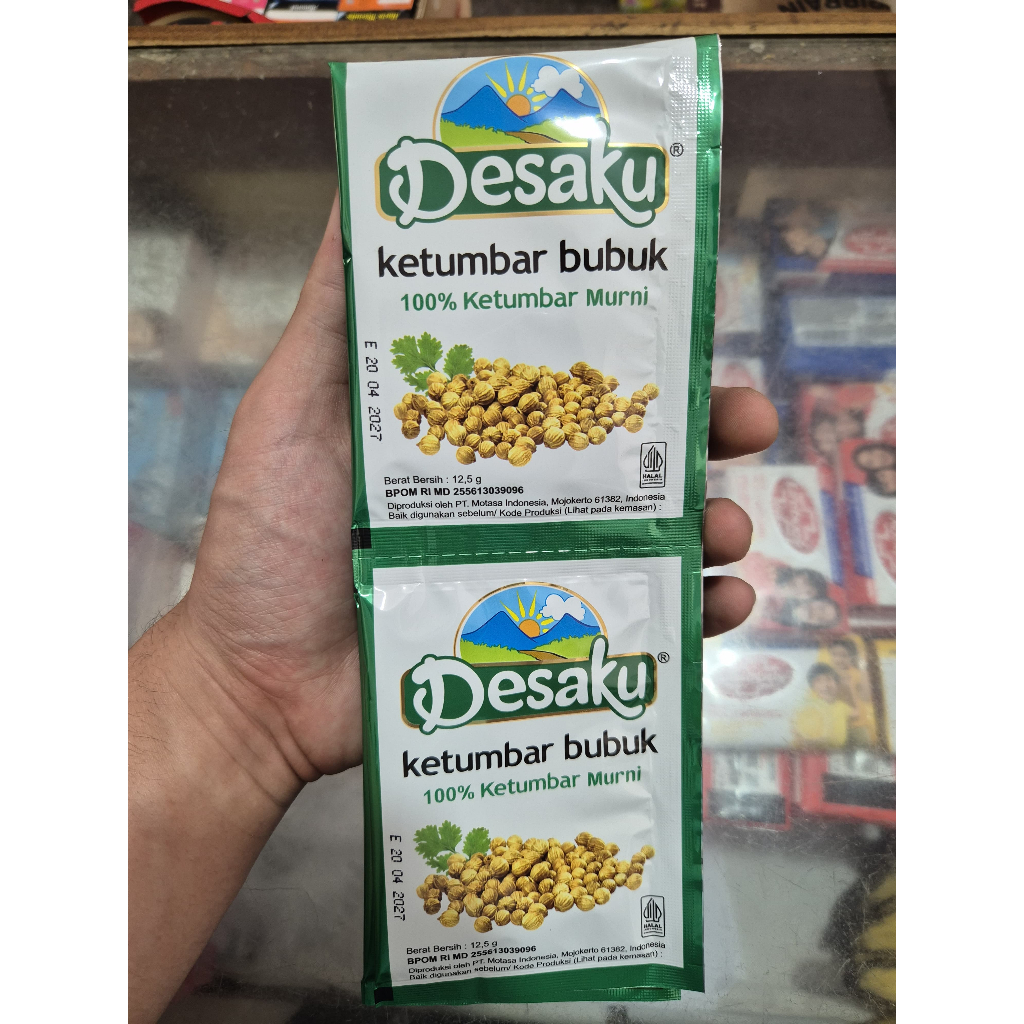 Desaku ®
ketumbar bubuk
100% Ketumbar Murni
E 20 04 2027
Berat Bersih : 12,5 g
BPOM RI MD 255613039096
HALAL
Diproduksi oleh PT. Motasa Indonesia, Mojokerto 61382, Indonesia
Baik digunakan sebelum/ Kode Produksi (Lihat pada kemasan) :
Desaku ®
ketumbar bubuk
100% Ketumbar Murni
E 20 04 2027
Berat Bersih : 12,5 g
BPOM RI MD 255613039096
HALAL
Diproduksi oleh PT. Motasa Indonesia, Mojokerto 61382, Indonesia
Baik digunakan sebelum/ Kode Produksi (Lihat pada kemasan) :